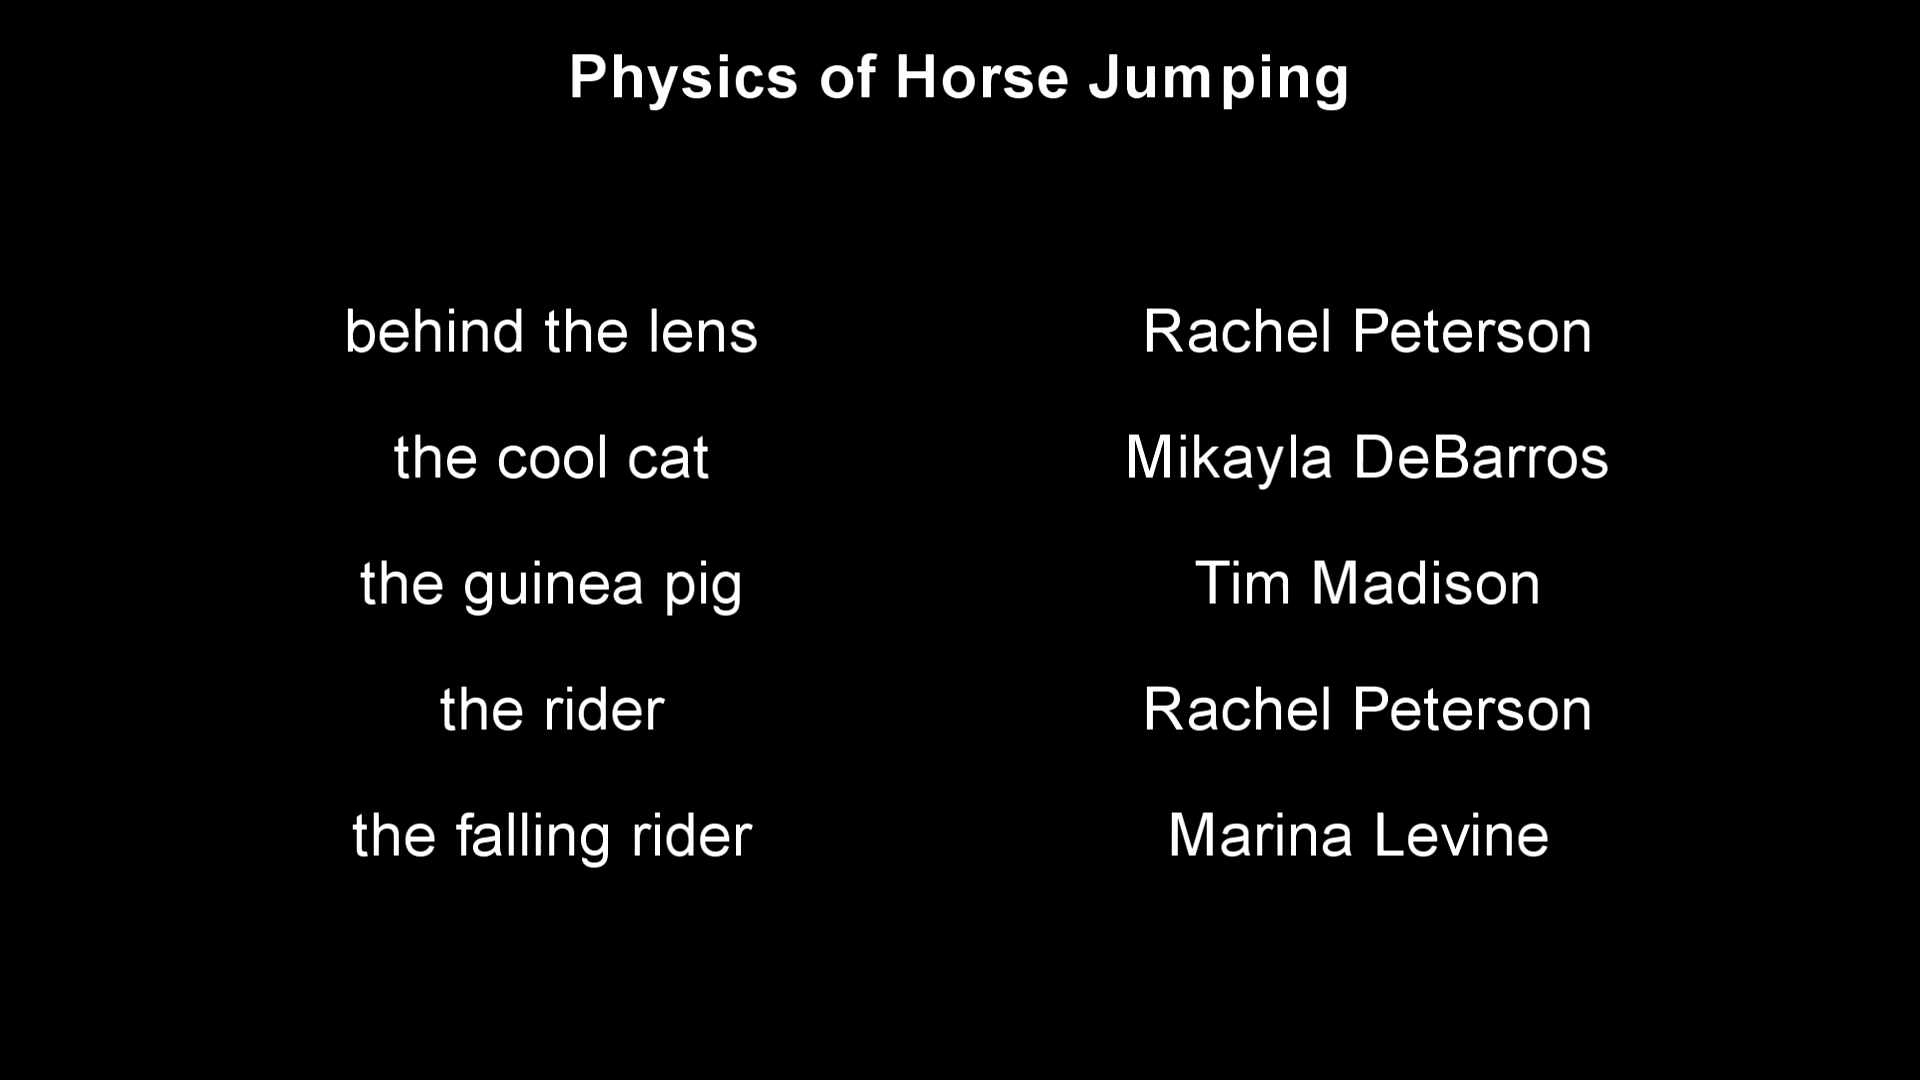 Physics of Horse Jumping
behind the lens Rachel Peterson
the cool cat Mikayla DeBarros
the guinea pig Tim Madison
the rider Rachel Peterson
the falling rider Marina Levine